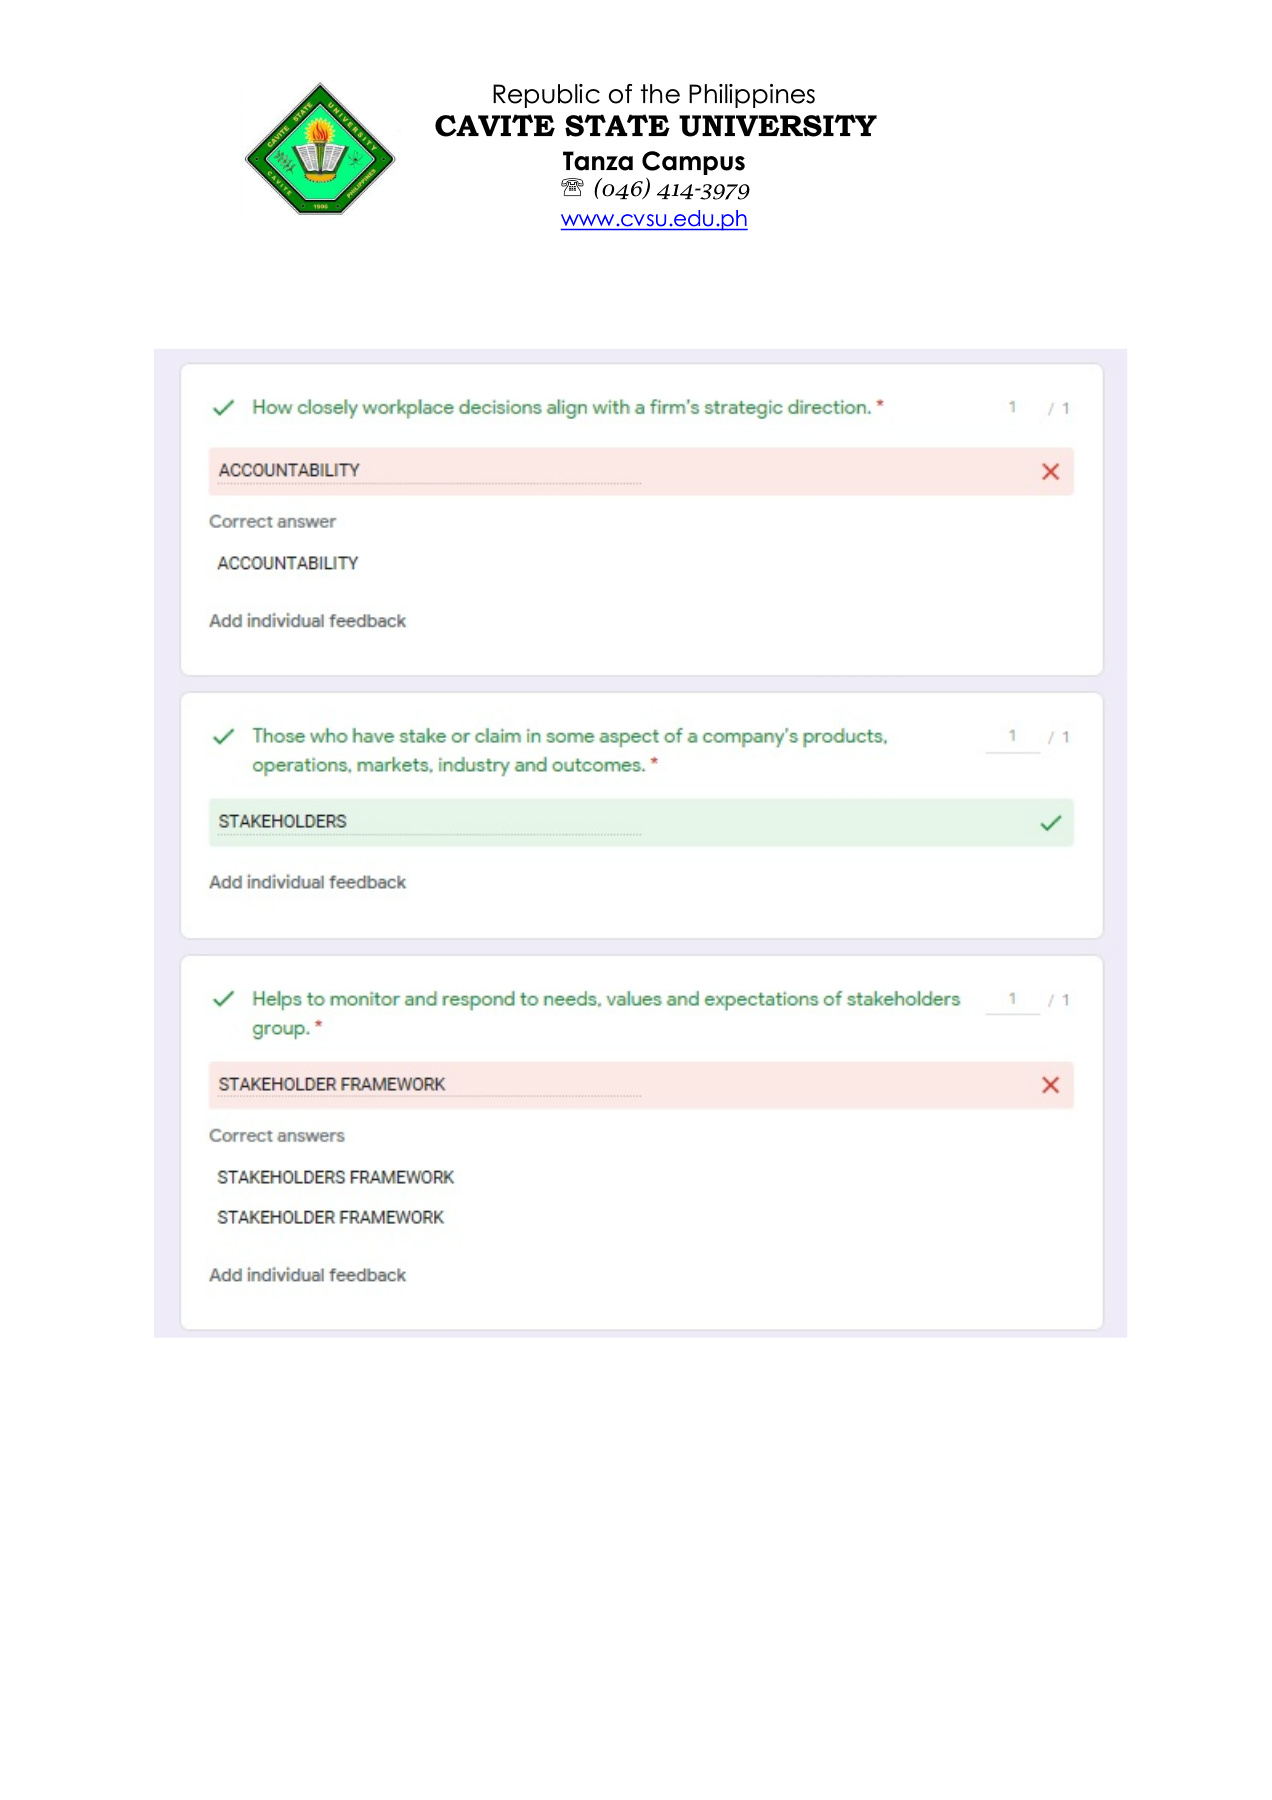 CAVITE STATE UNIVERSITY
CAVITE PHILIPPINES
1906
Republic of the Philippines
CAVITE STATE UNIVERSITY
Tanza Campus
☏ (046) 414-3979
www.cvsu.edu.ph
How closely workplace decisions align with a firm's strategic direction. * 1 / 1
ACCOUNTABILITY
Correct answer
ACCOUNTABILITY
Add individual feedback
Those who have stake or claim in some aspect of a company's products, 1 / 1
operations, markets, industry and outcomes. *
STAKEHOLDERS
Add individual feedback
Helps to monitor and respond to needs, values and expectations of stakeholders 1 / 1
group. *
STAKEHOLDER FRAMEWORK
Correct answers
STAKEHOLDERS FRAMEWORK
STAKEHOLDER FRAMEWORK
Add individual feedback